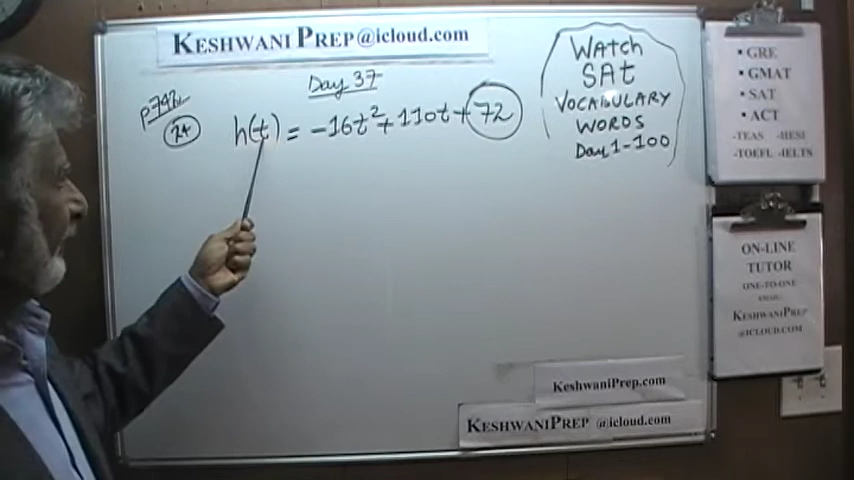 KESHWANI PREP@iCloud.com
Day 37
p742
24
h(t) = -16t² + 110t + 72
WATCH
SAt
VOCABULARY
WORDS
Day 1-100
• GRE
• GMAT
• SAT
• ACT
-TEAS -HESI
-TOEFL -IELTS
ON-LINE
TUTOR
ONE-TO-ONE
EMAIL:
KESHWANIPREP
@ICLOUD.COM
KESHWANIPREP.com
KESHWANIPREP @icloud.com